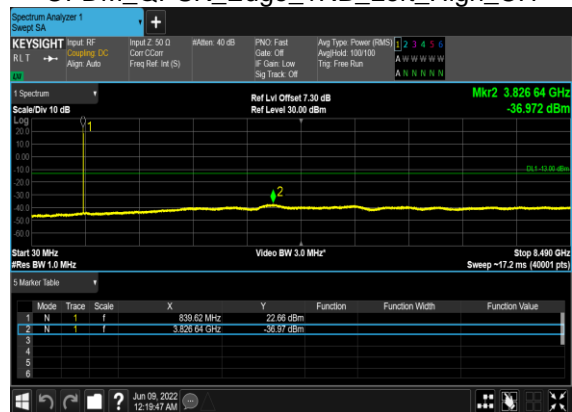 Spectrum Analyzer 1
Swept SA
+
KEYSIGHT Input: RF Input Z: 50 Ω #Atten: 40 dB PNO: Fast Avg Type: Power (RMS) 1 2 3 4 5 6
RLT Coupling: DC Corr CCorr Gate: Off Avg|Hold: 100/100 A W W W W W
Align: Auto Freq Ref: Int (S) IF Gain: Low Trig: Free Run
Sig Track: Off A N N N N N
LW
1 Spectrum Ref Lvl Offset 7.30 dB Mkr2 3.826 64 GHz
Scale/Div 10 dB Ref Level 30.00 dBm -36.972 dBm
Log
20.0
10.0
0.00
-10.0
-20.0
-30.0
-40.0
-50.0
-60.0
1
2
DL1 -13.00 dBm
Start 30 MHz Video BW 3.0 MHz* Stop 8.490 GHz
#Res BW 1.0 MHz Sweep ~17.2 ms (40001 pts)
5 Marker Table
Mode Trace Scale X Y Function Function Width Function Value
1 N 1 f 839.62 MHz 22.66 dBm
2 N 1 f 3.826 64 GHz -36.97 dBm
3
4
5
6
? Jun 09, 2022
12:19:47 AM